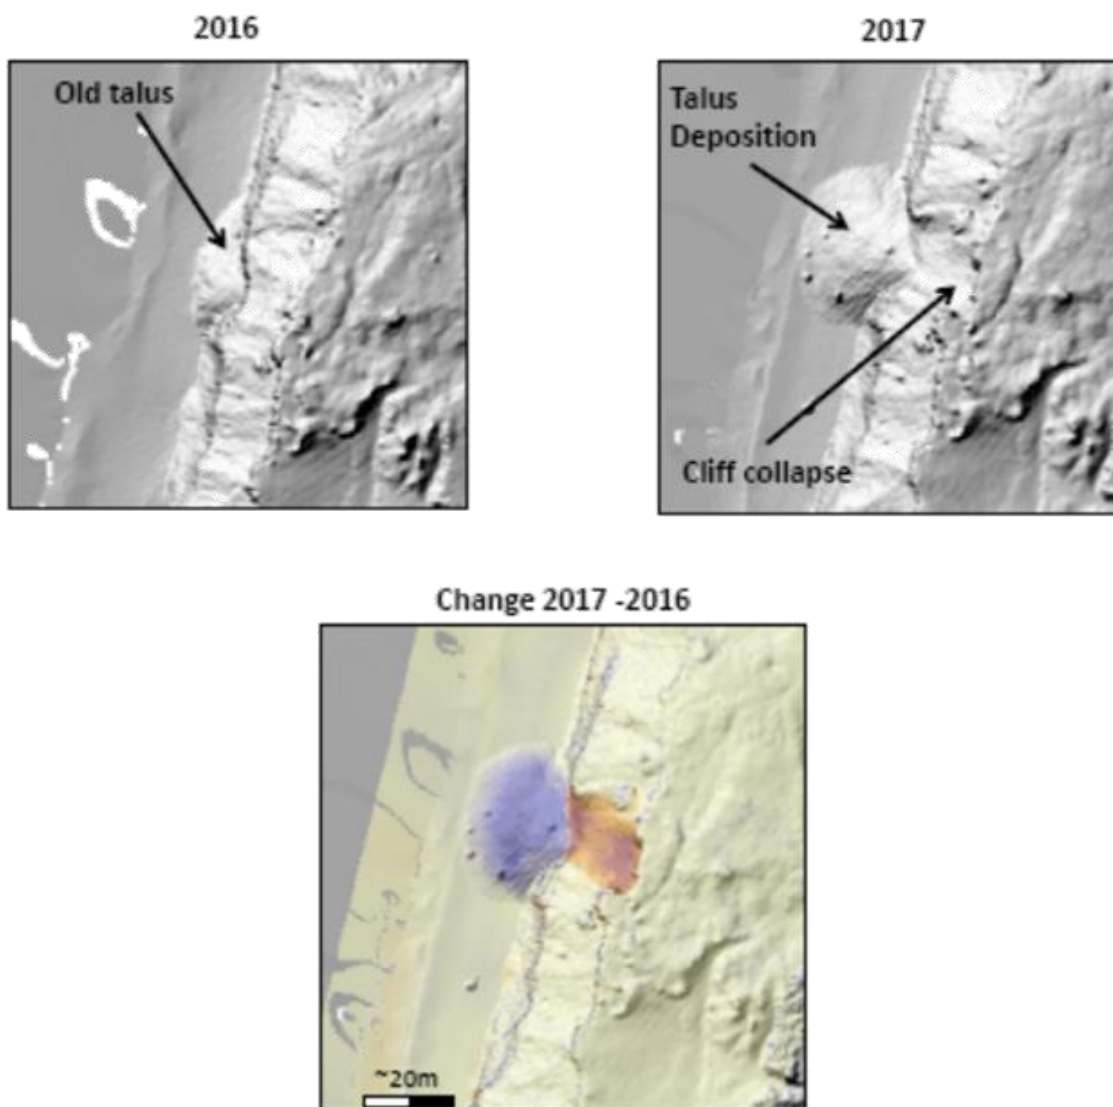 2016
2017
Old talus
Talus
Deposition
Cliff collapse
Change 2017 -2016
~20m